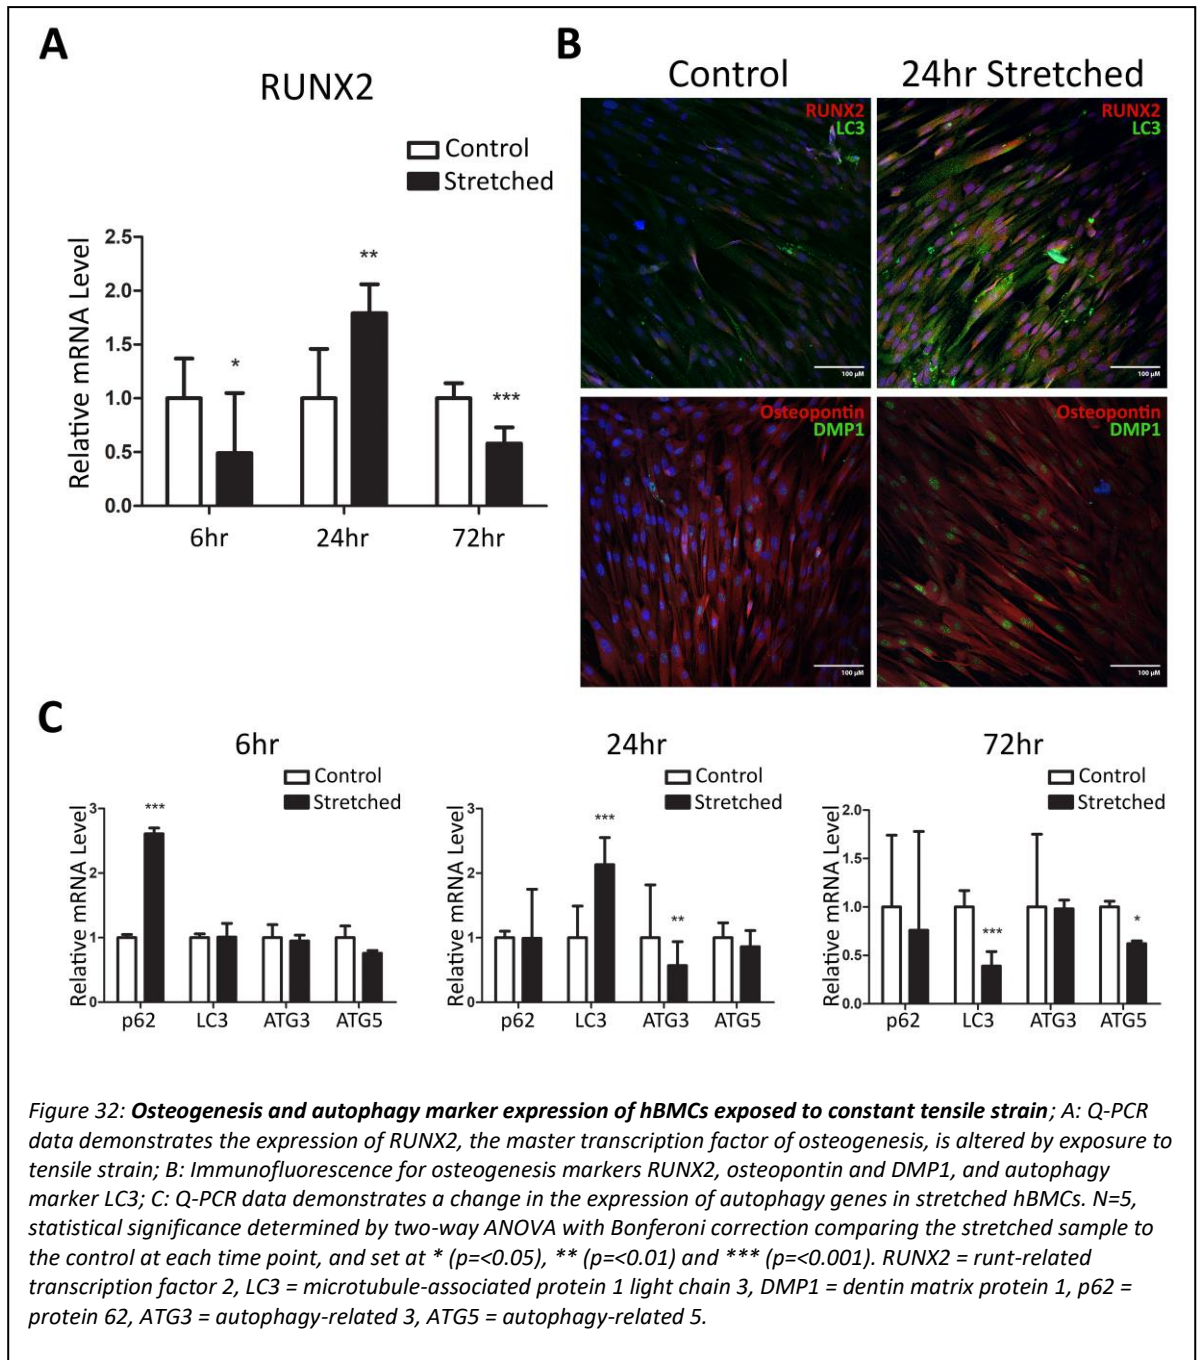 A
RUNX2
Control
Stretched
Relative mRNA Level
2.5
2.0
1.5
1.0
0.5
0.0
*
**
***
6hr
24hr
72hr
B
Control
24hr Stretched
RUNX2
LC3
100 µM
RUNX2
LC3
100 µM
Osteopontin
DMP1
100 µM
Osteopontin
DMP1
100 µM
C
6hr
Control
Stretched
Relative mRNA Level
3
2
1
0
***
p62 LC3 ATG3 ATG5
24hr
Control
Stretched
Relative mRNA Level
3
2
1
0
***
**
p62 LC3 ATG3 ATG5
72hr
Control
Stretched
Relative mRNA Level
2.0
1.5
1.0
0.5
0.0
***
*
p62 LC3 ATG3 ATG5
Figure 32: Osteogenesis and autophagy marker expression of hBMCs exposed to constant tensile strain; A: Q-PCR
data demonstrates the expression of RUNX2, the master transcription factor of osteogenesis, is altered by exposure to
tensile strain; B: Immunofluorescence for osteogenesis markers RUNX2, osteopontin and DMP1, and autophagy
marker LC3; C: Q-PCR data demonstrates a change in the expression of autophagy genes in stretched hBMCs. N=5,
statistical significance determined by two-way ANOVA with Bonferoni correction comparing the stretched sample to
the control at each time point, and set at * (p=<0.05), ** (p=<0.01) and *** (p=<0.001). RUNX2 = runt-related
transcription factor 2, LC3 = microtubule-associated protein 1 light chain 3, DMP1 = dentin matrix protein 1, p62 =
protein 62, ATG3 = autophagy-related 3, ATG5 = autophagy-related 5.